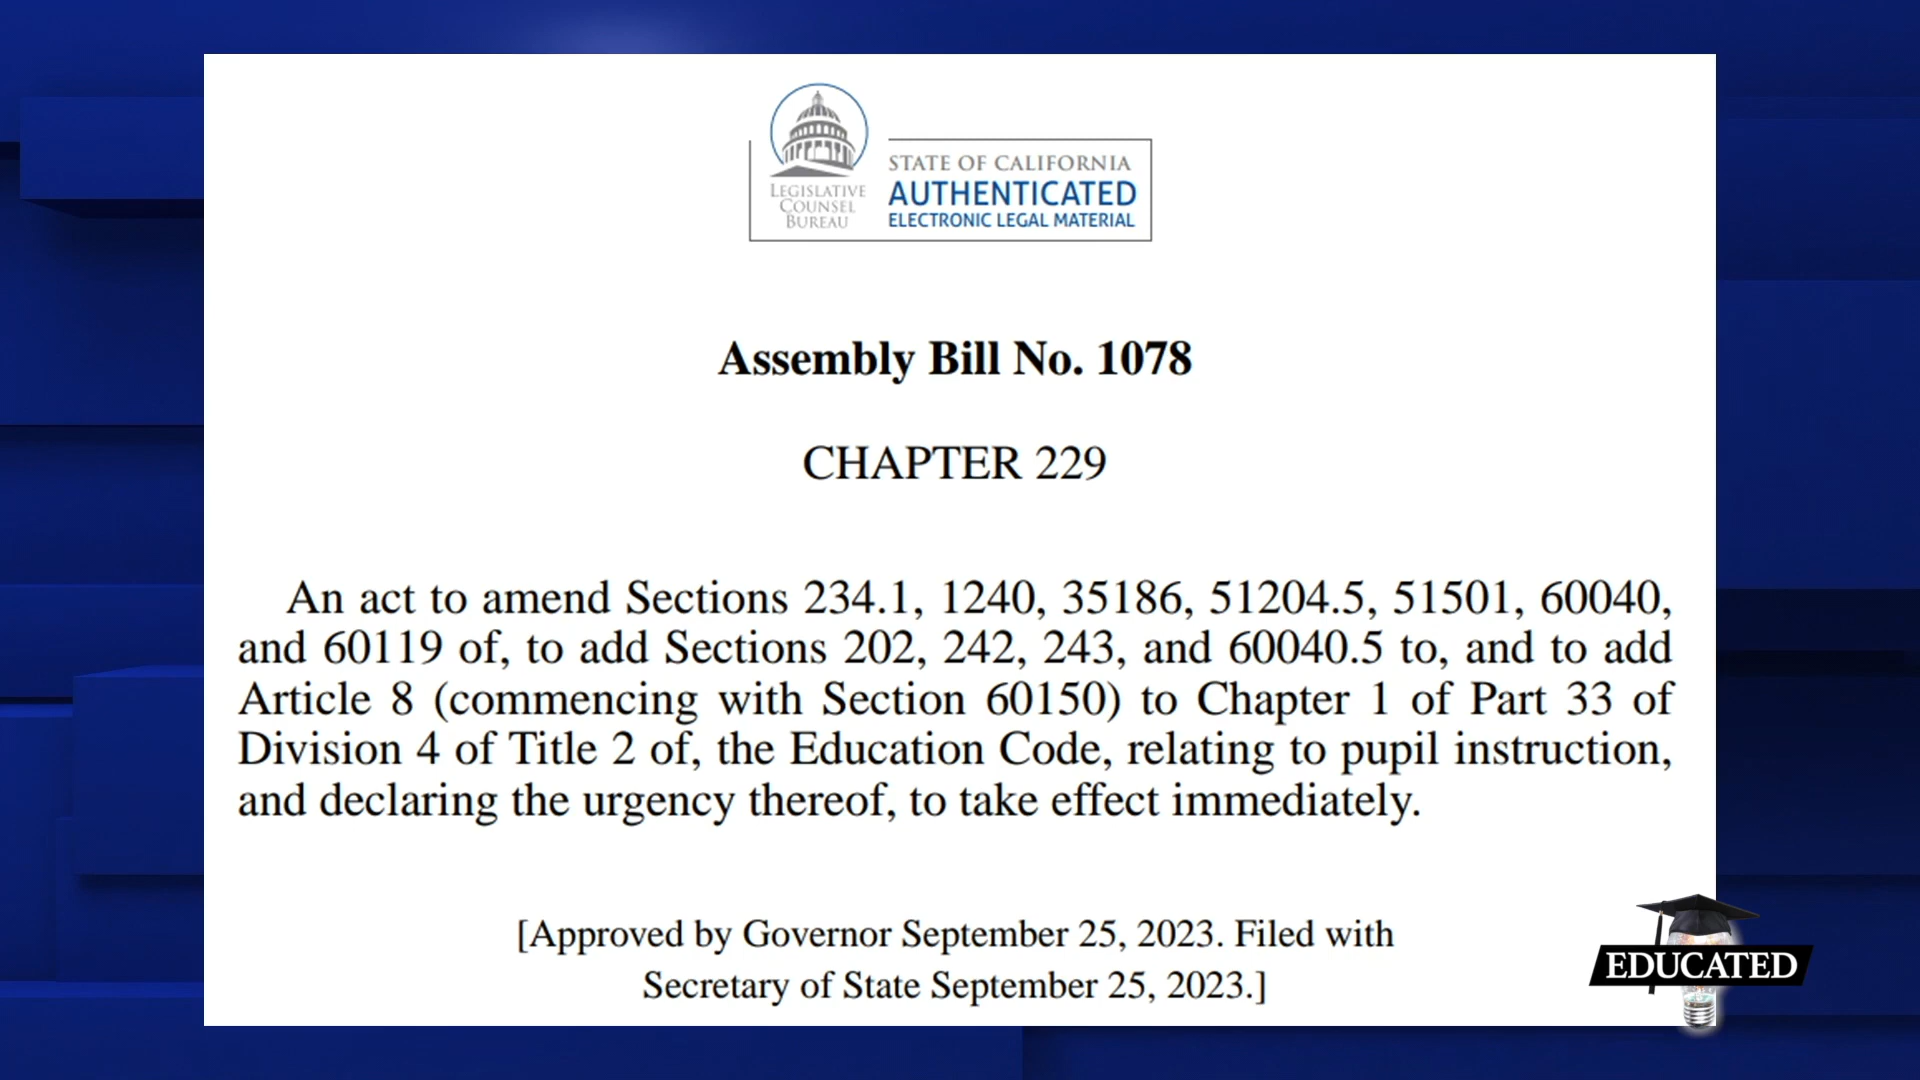 LEGISLATIVE
COUNSEL
BUREAU
STATE OF CALIFORNIA
AUTHENTICATED
ELECTRONIC LEGAL MATERIAL
Assembly Bill No. 1078
CHAPTER 229
An act to amend Sections 234.1, 1240, 35186, 51204.5, 51501, 60040,
and 60119 of, to add Sections 202, 242, 243, and 60040.5 to, and to add
Article 8 (commencing with Section 60150) to Chapter 1 of Part 33 of
Division 4 of Title 2 of, the Education Code, relating to pupil instruction,
and declaring the urgency thereof, to take effect immediately.
[Approved by Governor September 25, 2023. Filed with
Secretary of State September 25, 2023.]
EDUCATED